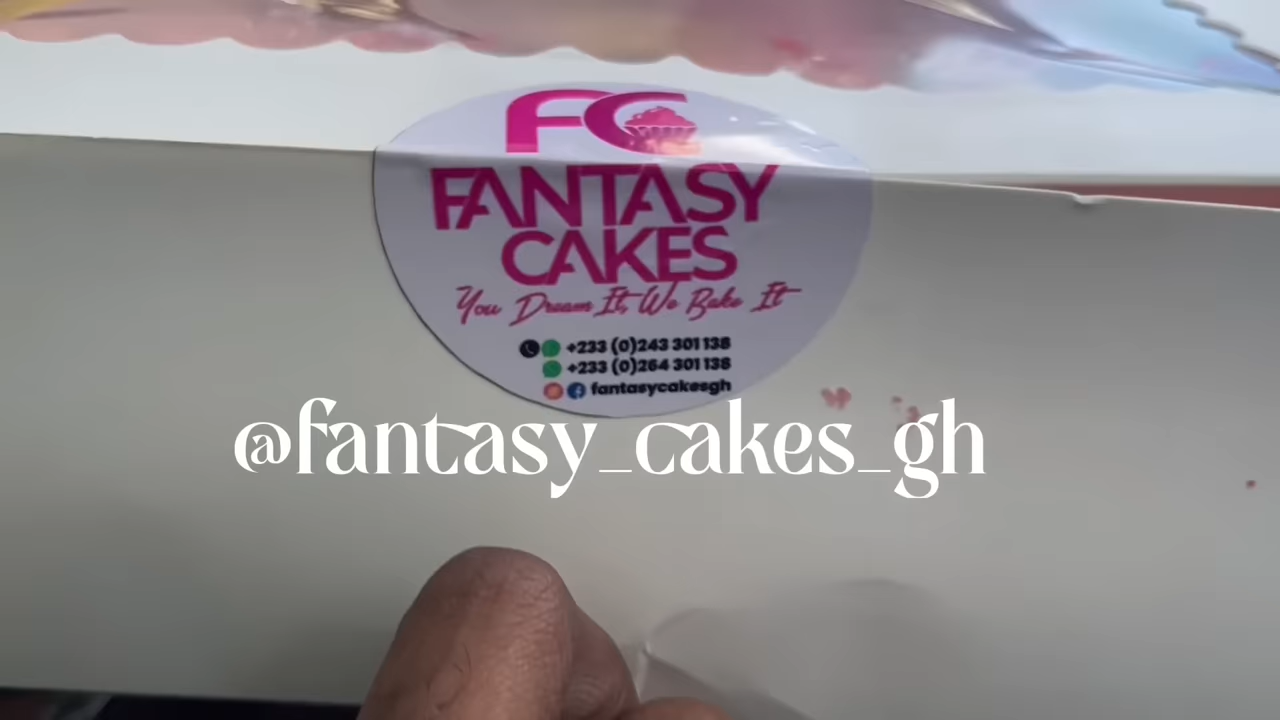 FC
FANTASY
CAKES
You Dream It, We Bake It
+233 (0)243 301 138
+233 (0)264 301 138
fantasycakesgh
@fantasy_cakes_gh